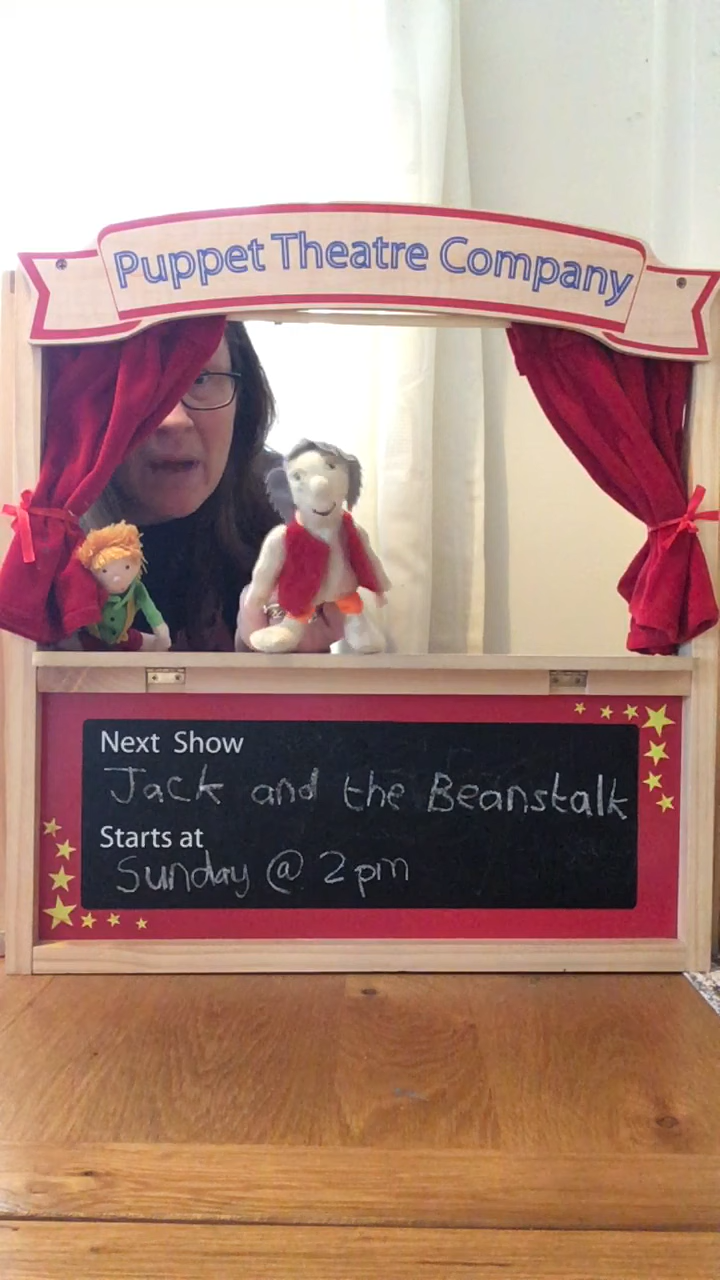 Puppet Theatre Company
Next Show
Jack and the Beanstalk
Starts at
Sunday @ 2pm